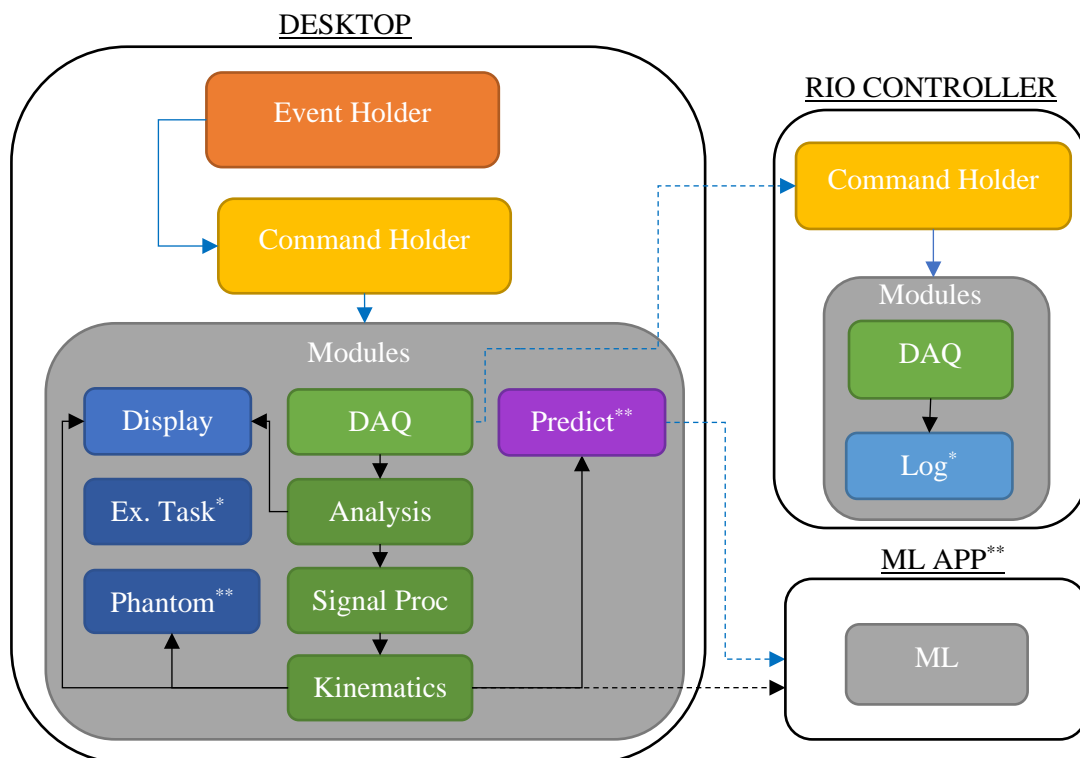 DESKTOP
Event Holder
Command Holder
Modules
Display
DAQ
Predict**
Ex. Task*
Analysis
Phantom**
Signal Proc
Kinematics
RIO CONTROLLER
Command Holder
Modules
DAQ
Log*
ML APP**
ML